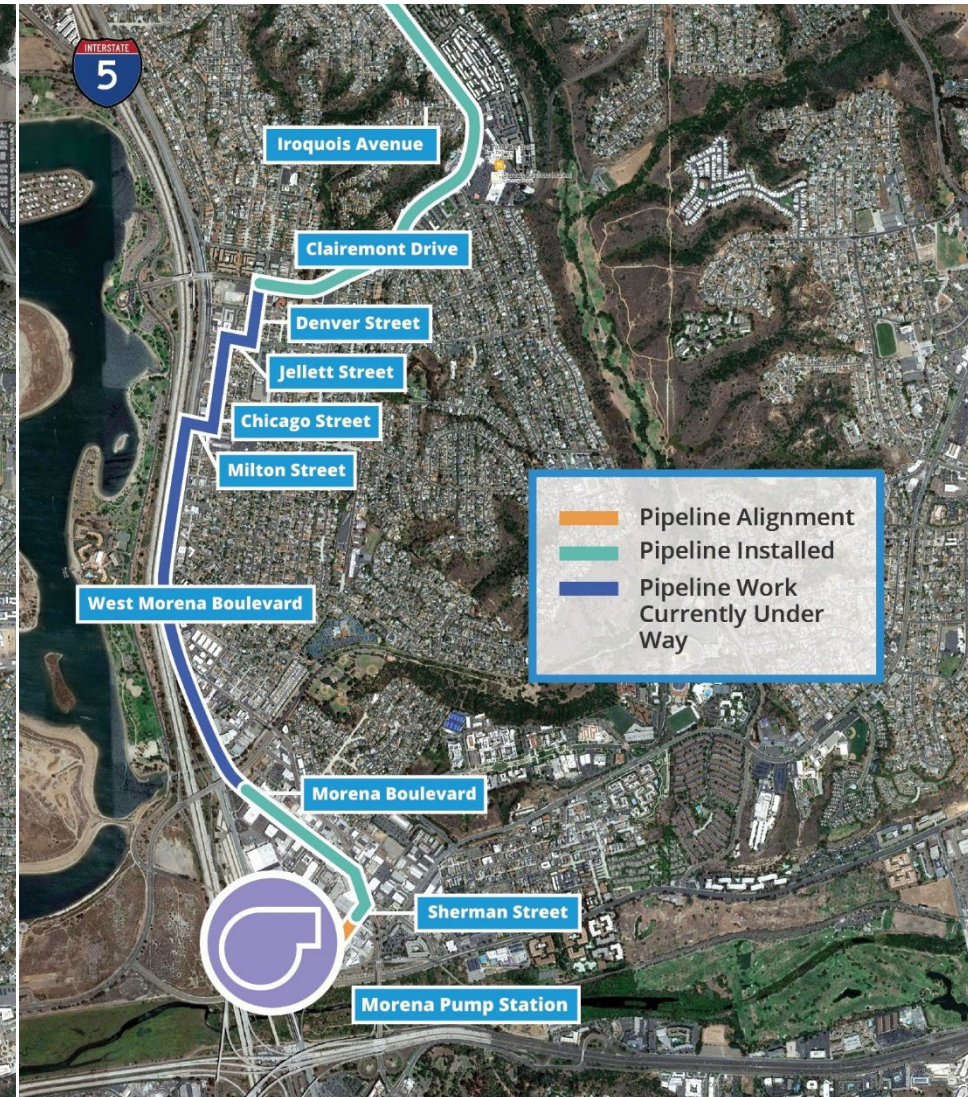 INTERSTATE
5
Iroquois Avenue
Clairemont Drive
Denver Street
Jellett Street
Chicago Street
Milton Street
Pipeline Alignment
Pipeline Installed
Pipeline Work
Currently Under
Way
West Morena Boulevard
Morena Boulevard
Sherman Street
Morena Pump Station